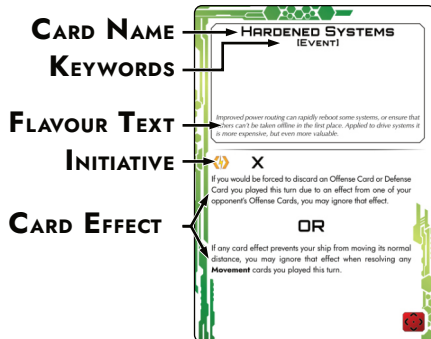 CARD NAME
HARDENED SYSTEMS
KEYWORDS
[EVENT]
Improved power routing can rapidly reboot some systems, or ensure that
others can't be taken offline in the first place. Applied to drive systems it
is more expensive, but even more valuable.
FLAVOUR TEXT
INITIATIVE
X
If you would be forced to discard an Offense Card or Defense
Card you played this turn due to an effect from one of your
opponent's Offense Cards, you may ignore that effect.
CARD EFFECT
OR
If any card effect prevents your ship from moving its normal
distance, you may ignore that effect when resolving any
Movement cards you played this turn.